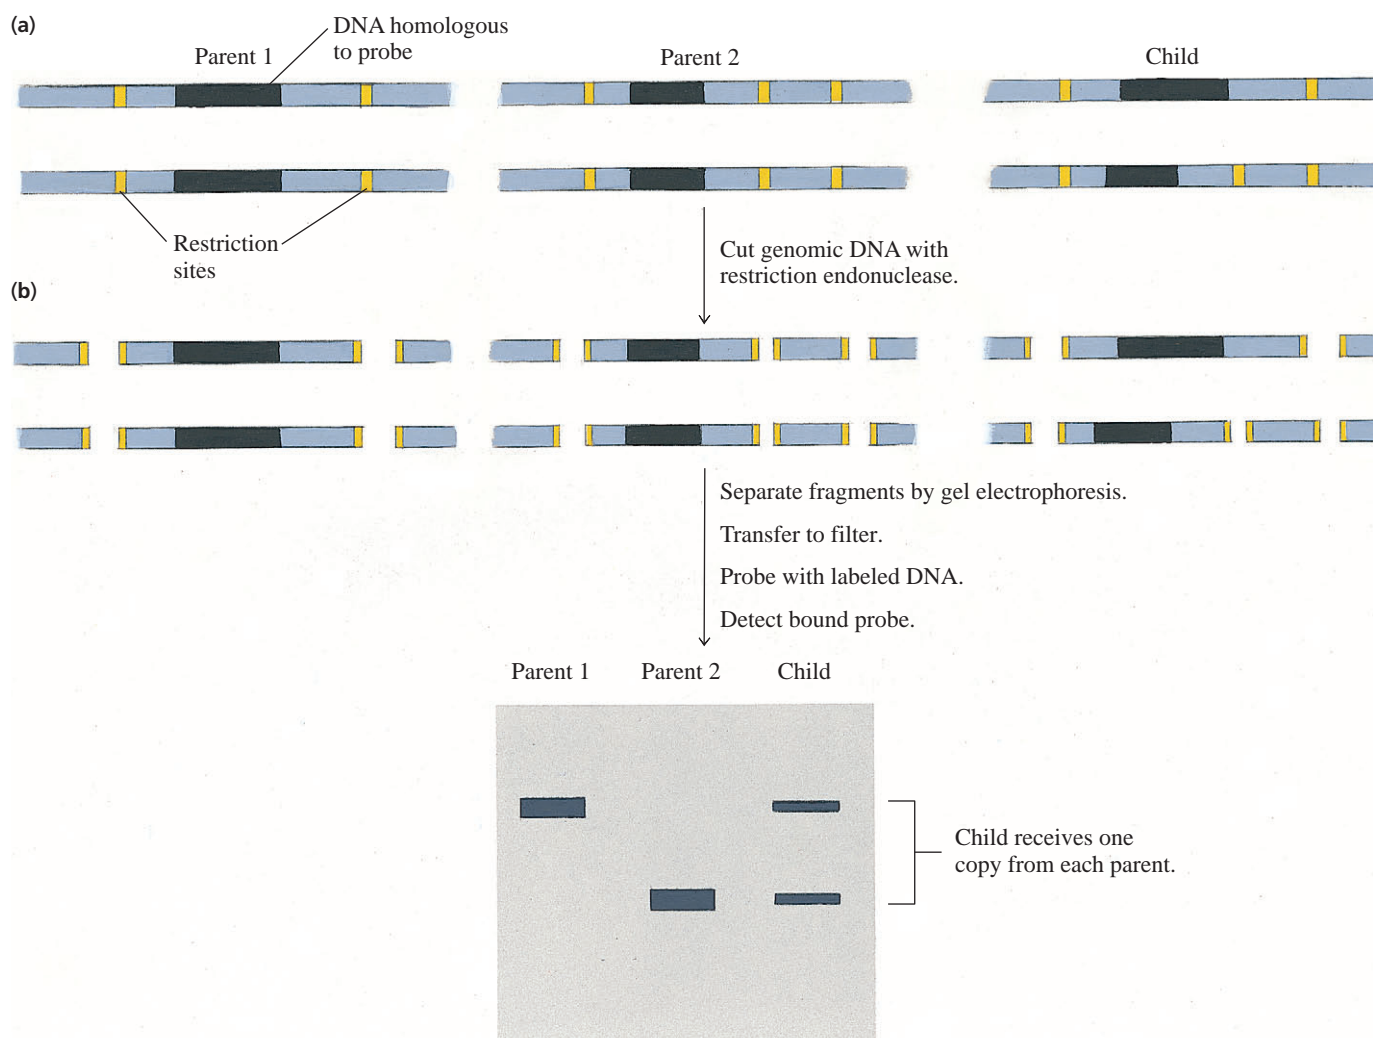 (a)
DNA homologous
to probe
Parent 1
Parent 2
Child
Restriction
sites
Cut genomic DNA with
restriction endonuclease.
(b)
Separate fragments by gel electrophoresis.
Transfer to filter.
Probe with labeled DNA.
Detect bound probe.
Parent 1
Parent 2
Child
Child receives one
copy from each parent.